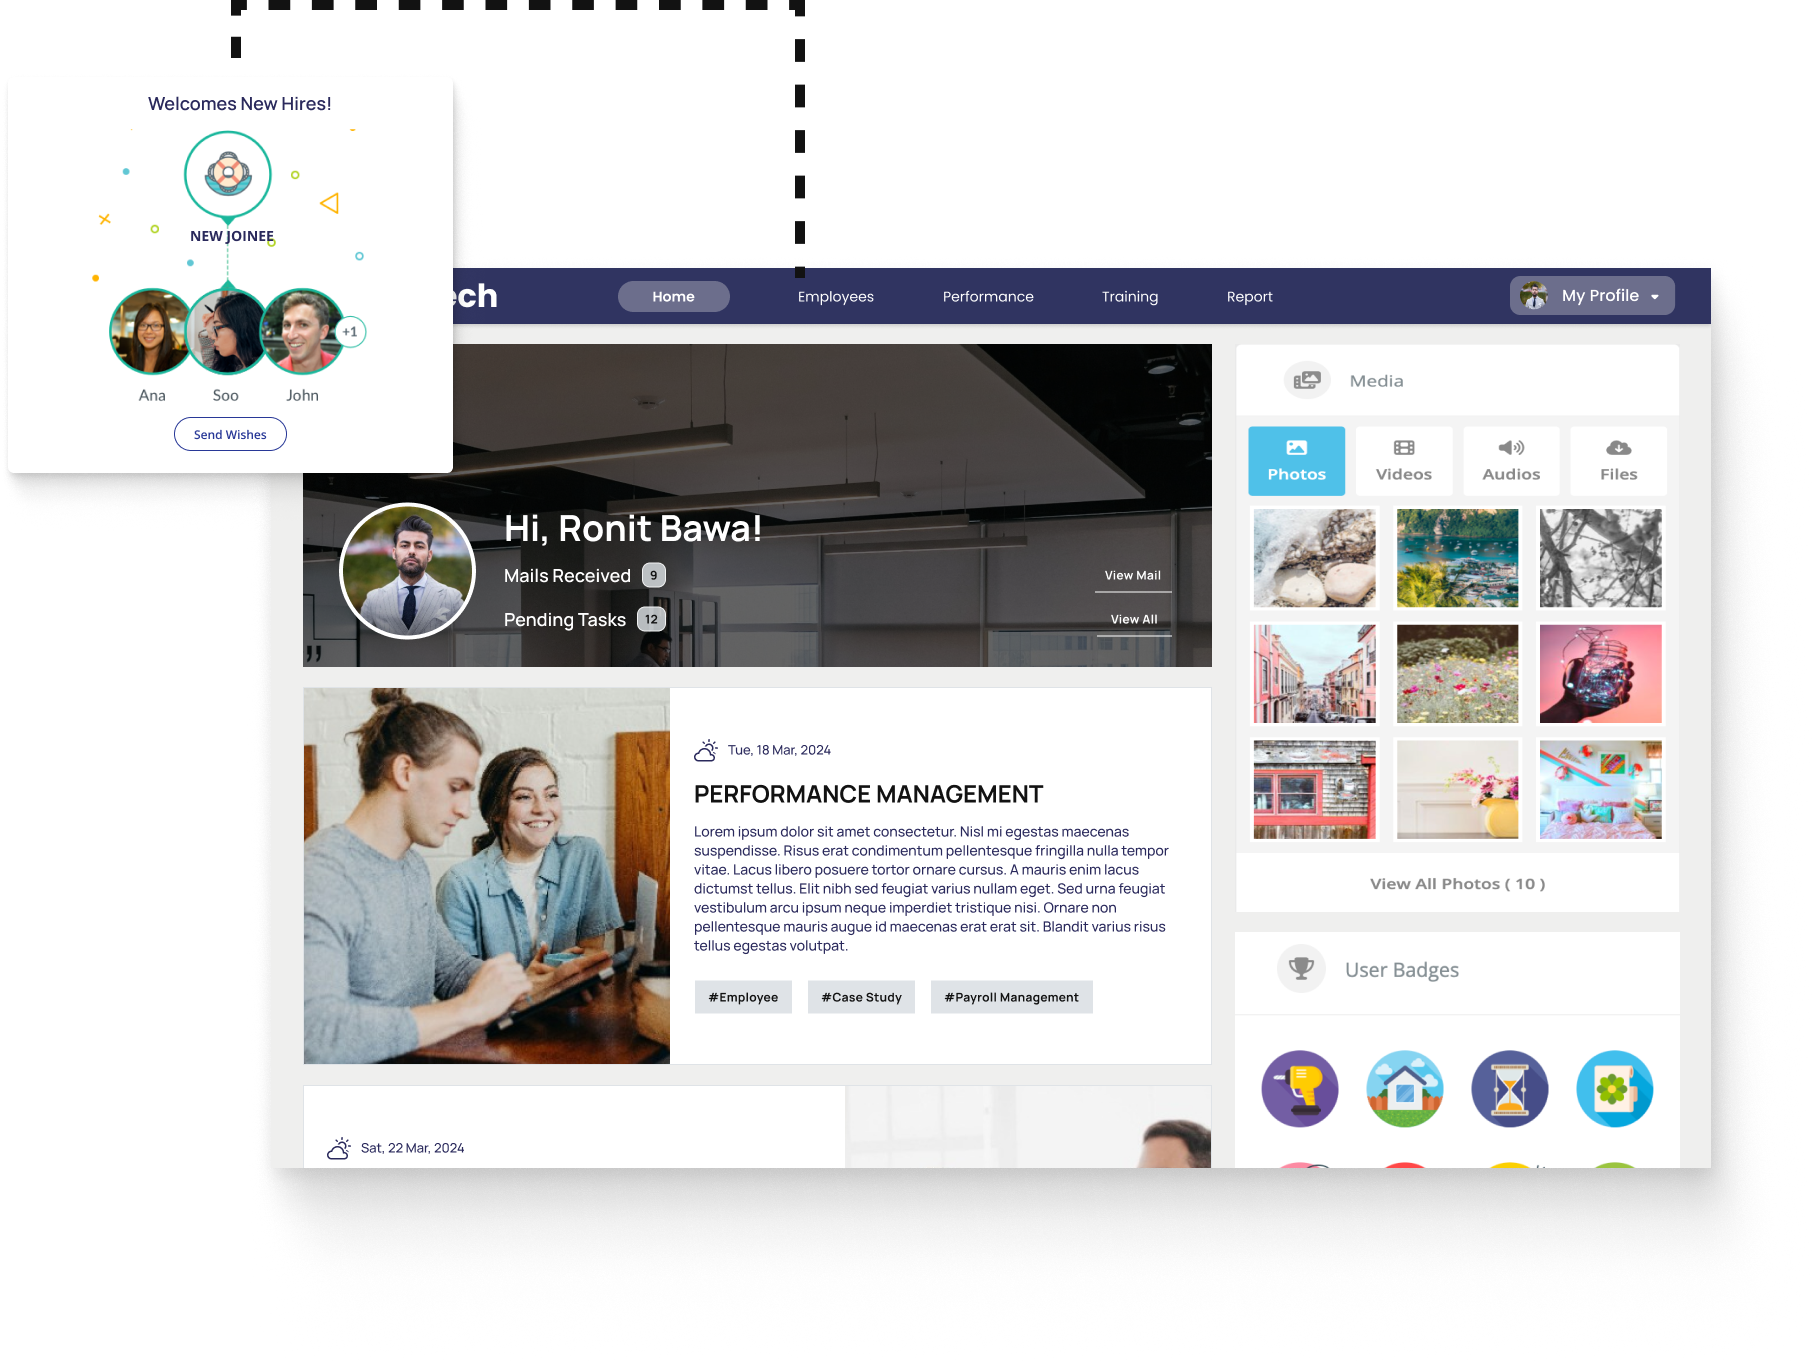 Welcomes New Hires!
NEW JOINEE
+1
Ana
Soo
John
Send Wishes
ech
Home
Employees
Performance
Training
Report
My Profile
Hi, Ronit Bawa!
Mails Received 9
View Mail
Pending Tasks 12
View All
Tue, 18 Mar, 2024
PERFORMANCE MANAGEMENT
Lorem ipsum dolor sit amet consectetur. Nisl mi egestas maecenas
suspendisse. Risus erat condimentum pellentesque fringilla nulla tempor
vitae. Lacus libero posuere tortor ornare cursus. A mauris enim lacus
dictumst tellus. Elit nibh sed feugiat varius nullam eget. Sed urna feugiat
vestibulum arcu ipsum neque imperdiet tristique nisi. Ornare non
pellentesque mauris augue id maecenas erat erat sit. Blandit varius risus
tellus egestas volutpat.
#Employee
#Case Study
#Payroll Management
Sat, 22 Mar, 2024
Media
Photos
Videos
Audios
Files
View All Photos ( 10 )
User Badges